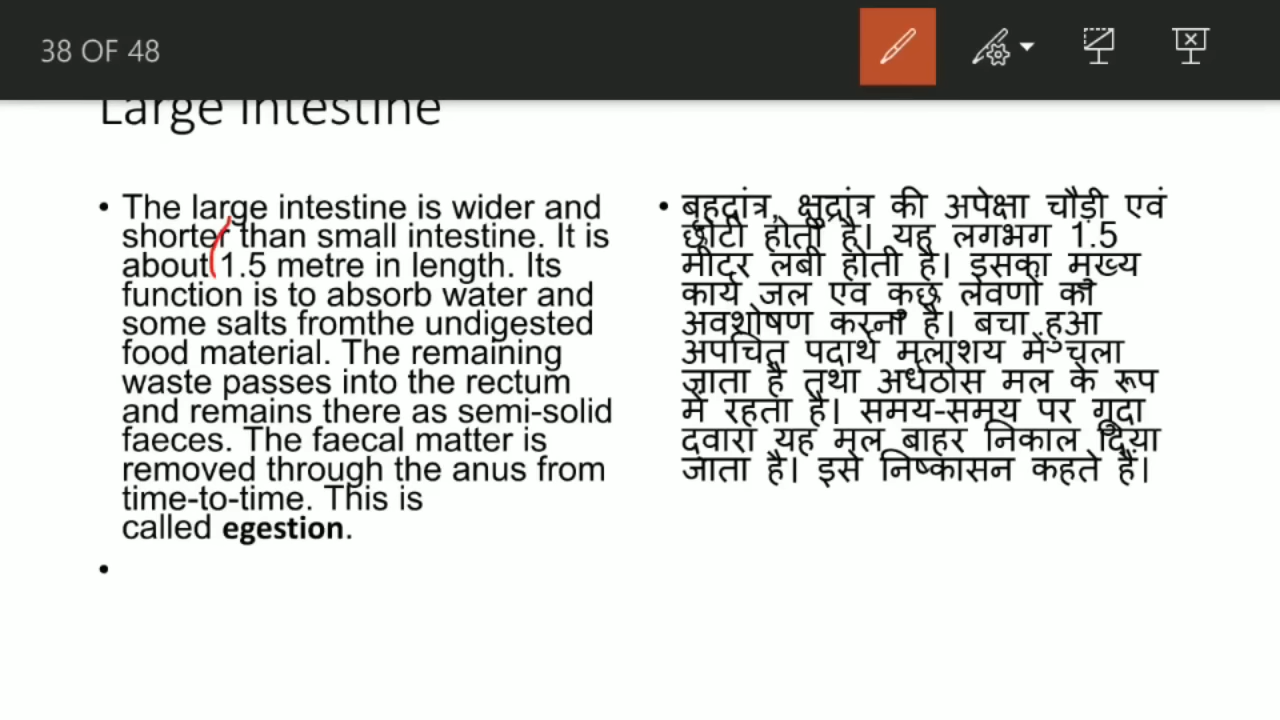 38 OF 48
Large intestine
• The large intestine is wider and
shorter than small intestine. It is
about 1.5 metre in length. Its
function is to absorb water and
some salts fromthe undigested
food material. The remaining
waste passes into the rectum
and remains there as semi-solid
faeces. The faecal matter is
removed through the anus from
time-to-time. This is
called egestion.
•
• बृहदांत्र, क्षुद्रांत्र की अपेक्षा चौड़ी एवं
छोटी होती है। यह लगभग 1.5
मीटर लंबी होती है। इसका मुख्य
कार्य जल एवं कुछ लवणों का
अवशोषण करना है। बचा हुआ
अपचित पदार्थ मलाशय में चला
जाता है तथा अर्धठोस मल के रूप
में रहता है। समय-समय पर गुदा
द्वारा यह मल बाहर निकाल दिया
जाता है। इसे निष्कासन कहते हैं।